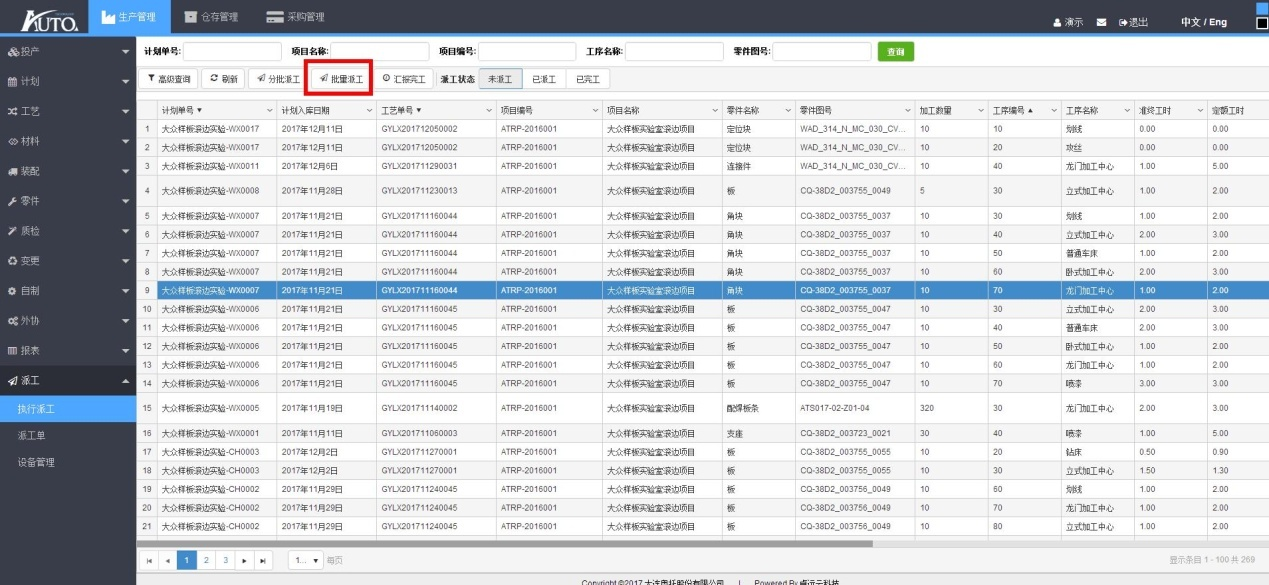 AUTO. 生产管理 仓存管理 采购管理 演示 退出 中文 / Eng
投产 计划单号: 项目名称: 项目编号: 工序名称: 零件图号: 查询
计划 高级查询 刷新 分批派工 批量派工 汇报完工 派工状态 未派工 已派工 已完工
工艺
材料
装配
零件
质检
变更
自制
外协
报表
派工
执行派工
派工单
设备管理
计划单号 计划入库日期 工艺单号 项目编号 项目名称 零件名称 零件图号 加工数量 工序编号 工序名称 准终工时 定额工时
1 大众样板滚边实验-WX0017 2017年12月11日 GYLX201712050002 ATRP-2016001 大众样板实验室滚边项目 定位块 WAD_314_N_MC_030_CV... 10 10 划线 0.00 0.00
2 大众样板滚边实验-WX0017 2017年12月11日 GYLX201712050002 ATRP-2016001 大众样板实验室滚边项目 定位块 WAD_314_N_MC_030_CV... 10 20 攻丝 0.00 0.00
3 大众样板滚边实验-WX0011 2017年12月6日 GYLX201711290031 ATRP-2016001 大众样板实验室滚边项目 连接件 WAD_314_N_MC_030_CV... 10 40 龙门加工中心 1.00 5.00
4 大众样板滚边实验-WX0008 2017年11月28日 GYLX201711230013 ATRP-2016001 大众样板实验室滚边项目 板 CQ-38D2_003755_0049 5 30 立式加工中心 1.00 2.00
5 大众样板滚边实验-WX0007 2017年11月21日 GYLX201711160044 ATRP-2016001 大众样板实验室滚边项目 角块 CQ-38D2_003755_0037 10 30 划线 1.00 2.00
6 大众样板滚边实验-WX0007 2017年11月21日 GYLX201711160044 ATRP-2016001 大众样板实验室滚边项目 角块 CQ-38D2_003755_0037 10 40 立式加工中心 2.00 3.00
7 大众样板滚边实验-WX0007 2017年11月21日 GYLX201711160044 ATRP-2016001 大众样板实验室滚边项目 角块 CQ-38D2_003755_0037 10 50 普通车床 1.00 2.00
8 大众样板滚边实验-WX0007 2017年11月21日 GYLX201711160044 ATRP-2016001 大众样板实验室滚边项目 角块 CQ-38D2_003755_0037 10 60 卧式加工中心 2.00 3.00
9 大众样板滚边实验-WX0007 2017年11月21日 GYLX201711160044 ATRP-2016001 大众样板实验室滚边项目 角块 CQ-38D2_003755_0037 10 70 龙门加工中心 1.00 2.00
10 大众样板滚边实验-WX0006 2017年11月21日 GYLX201711160045 ATRP-2016001 大众样板实验室滚边项目 板 CQ-38D2_003755_0047 10 30 立式加工中心 2.00 3.00
11 大众样板滚边实验-WX0006 2017年11月21日 GYLX201711160045 ATRP-2016001 大众样板实验室滚边项目 板 CQ-38D2_003755_0047 10 40 普通车床 2.00 3.00
12 大众样板滚边实验-WX0006 2017年11月21日 GYLX201711160045 ATRP-2016001 大众样板实验室滚边项目 板 CQ-38D2_003755_0047 10 50 卧式加工中心 1.00 2.00
13 大众样板滚边实验-WX0006 2017年11月21日 GYLX201711160045 ATRP-2016001 大众样板实验室滚边项目 板 CQ-38D2_003755_0047 10 60 龙门加工中心 1.00 2.00
14 大众样板滚边实验-WX0006 2017年11月21日 GYLX201711160045 ATRP-2016001 大众样板实验室滚边项目 板 CQ-38D2_003755_0047 10 70 喷漆 3.00 3.00
15 大众样板滚边实验-WX0005 2017年11月19日 GYLX201711140002 ATRP-2016001 大众样板实验室滚边项目 配焊板条 ATS017-02-Z01-04 320 30 龙门加工中心 2.00 3.00
16 大众样板滚边实验-WX0001 2017年11月11日 GYLX201711060003 ATRP-2016001 大众样板实验室滚边项目 支座 CQ-38D2_003723_0021 30 40 喷漆 1.00 5.00
17 大众样板滚边实验-CH0003 2017年12月2日 GYLX201711270001 ATRP-2016001 大众样板实验室滚边项目 板 CQ-38D2_003755_0055 10 20 钻床 0.50 0.90
18 大众样板滚边实验-CH0003 2017年12月2日 GYLX201711270001 ATRP-2016001 大众样板实验室滚边项目 板 CQ-38D2_003755_0055 10 30 立式加工中心 1.50 1.30
19 大众样板滚边实验-CH0002 2017年11月29日 GYLX201711240045 ATRP-2016001 大众样板实验室滚边项目 板 CQ-38D2_003756_0049 10 60 划线 1.00 2.00
20 大众样板滚边实验-CH0002 2017年11月29日 GYLX201711240045 ATRP-2016001 大众样板实验室滚边项目 板 CQ-38D2_003756_0049 10 70 龙门加工中心 1.00 2.00
21 大众样板滚边实验-CH0002 2017年11月29日 GYLX201711240045 ATRP-2016001 大众样板实验室滚边项目 板 CQ-38D2_003756_0049 10 80 立式加工中心 1.00 2.00
1 2 3 1... 每页 显示条目 1 - 100 共 269
Copyright ©2017 大连奥托股份有限公司 | Powered By 卓远云科技